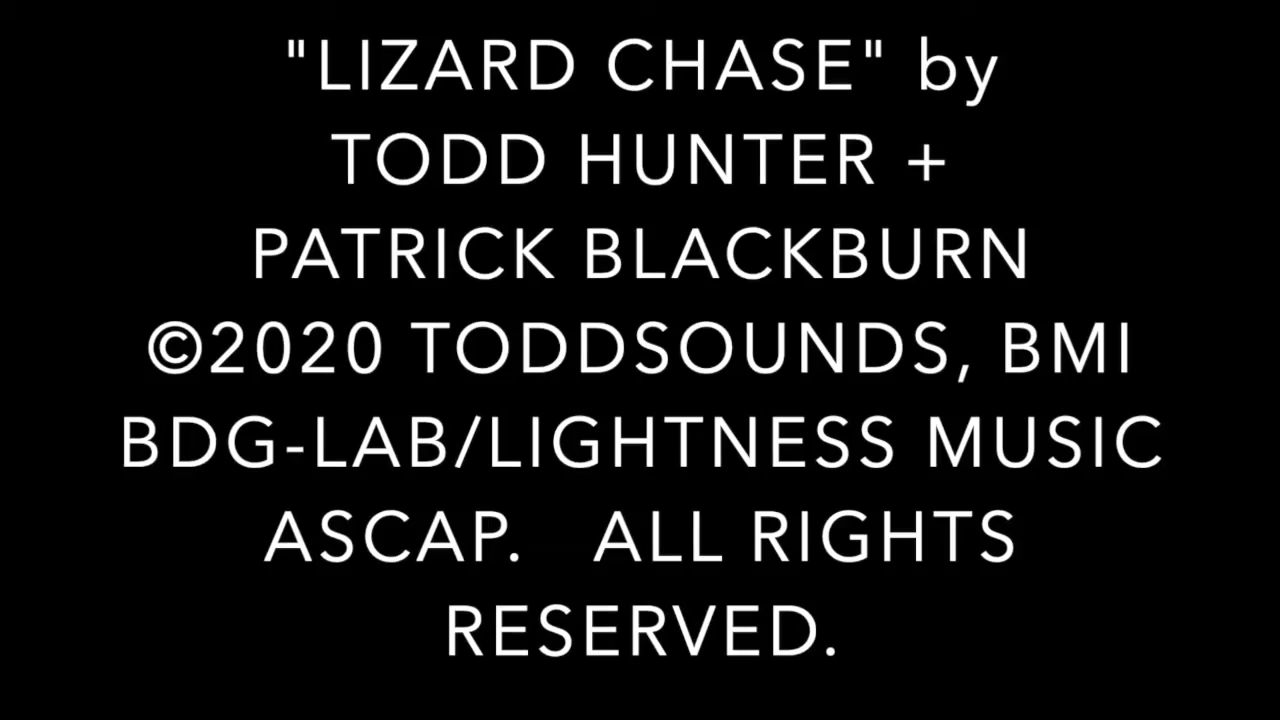 "LIZARD CHASE" by
TODD HUNTER +
PATRICK BLACKBURN
©2020 TODDSOUNDS, BMI
BDG-LAB/LIGHTNESS MUSIC
ASCAP.   ALL RIGHTS
RESERVED.